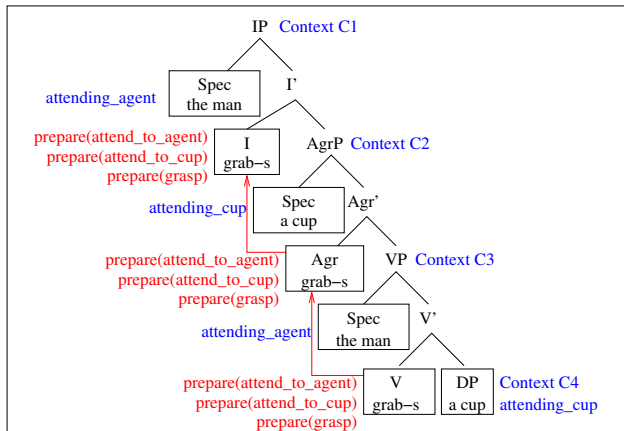 IP Context C1
Spec
the man
I'
attending_agent
prepare(attend_to_agent)
prepare(attend_to_cup)
prepare(grasp)
I
grab-s
AgrP Context C2
Spec
a cup
Agr'
attending_cup
prepare(attend_to_agent)
prepare(attend_to_cup)
prepare(grasp)
Agr
grab-s
VP Context C3
Spec
the man
V'
attending_agent
prepare(attend_to_agent)
prepare(attend_to_cup)
prepare(grasp)
V
grab-s
DP
a cup
Context C4
attending_cup